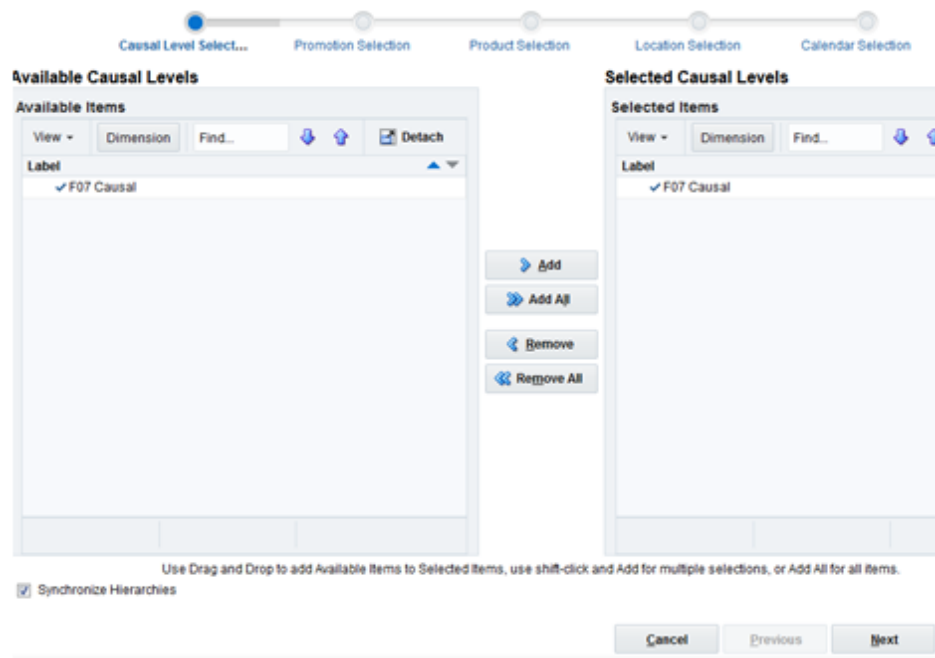 Causal Level Select... Promotion Selection Product Selection Location Selection Calendar Selection
Available Causal Levels
Selected Causal Levels
Available Items
Selected Items
View Dimension Find... Detach
View Dimension Find...
Label
Label
F07 Causal
F07 Causal
Add
Add All
Remove
Remove All
Use Drag and Drop to add Available Items to Selected Items, use shift-click and Add for multiple selections, or Add All for all items.
Synchronize Hierarchies
Cancel Previous Next